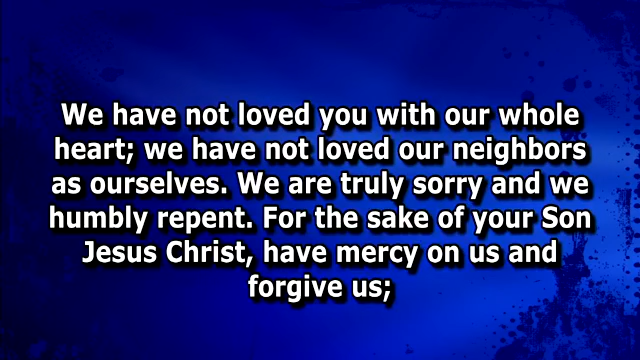 We have not loved you with our whole
heart; we have not loved our neighbors
as ourselves. We are truly sorry and we
humbly repent. For the sake of your Son
Jesus Christ, have mercy on us and
forgive us;